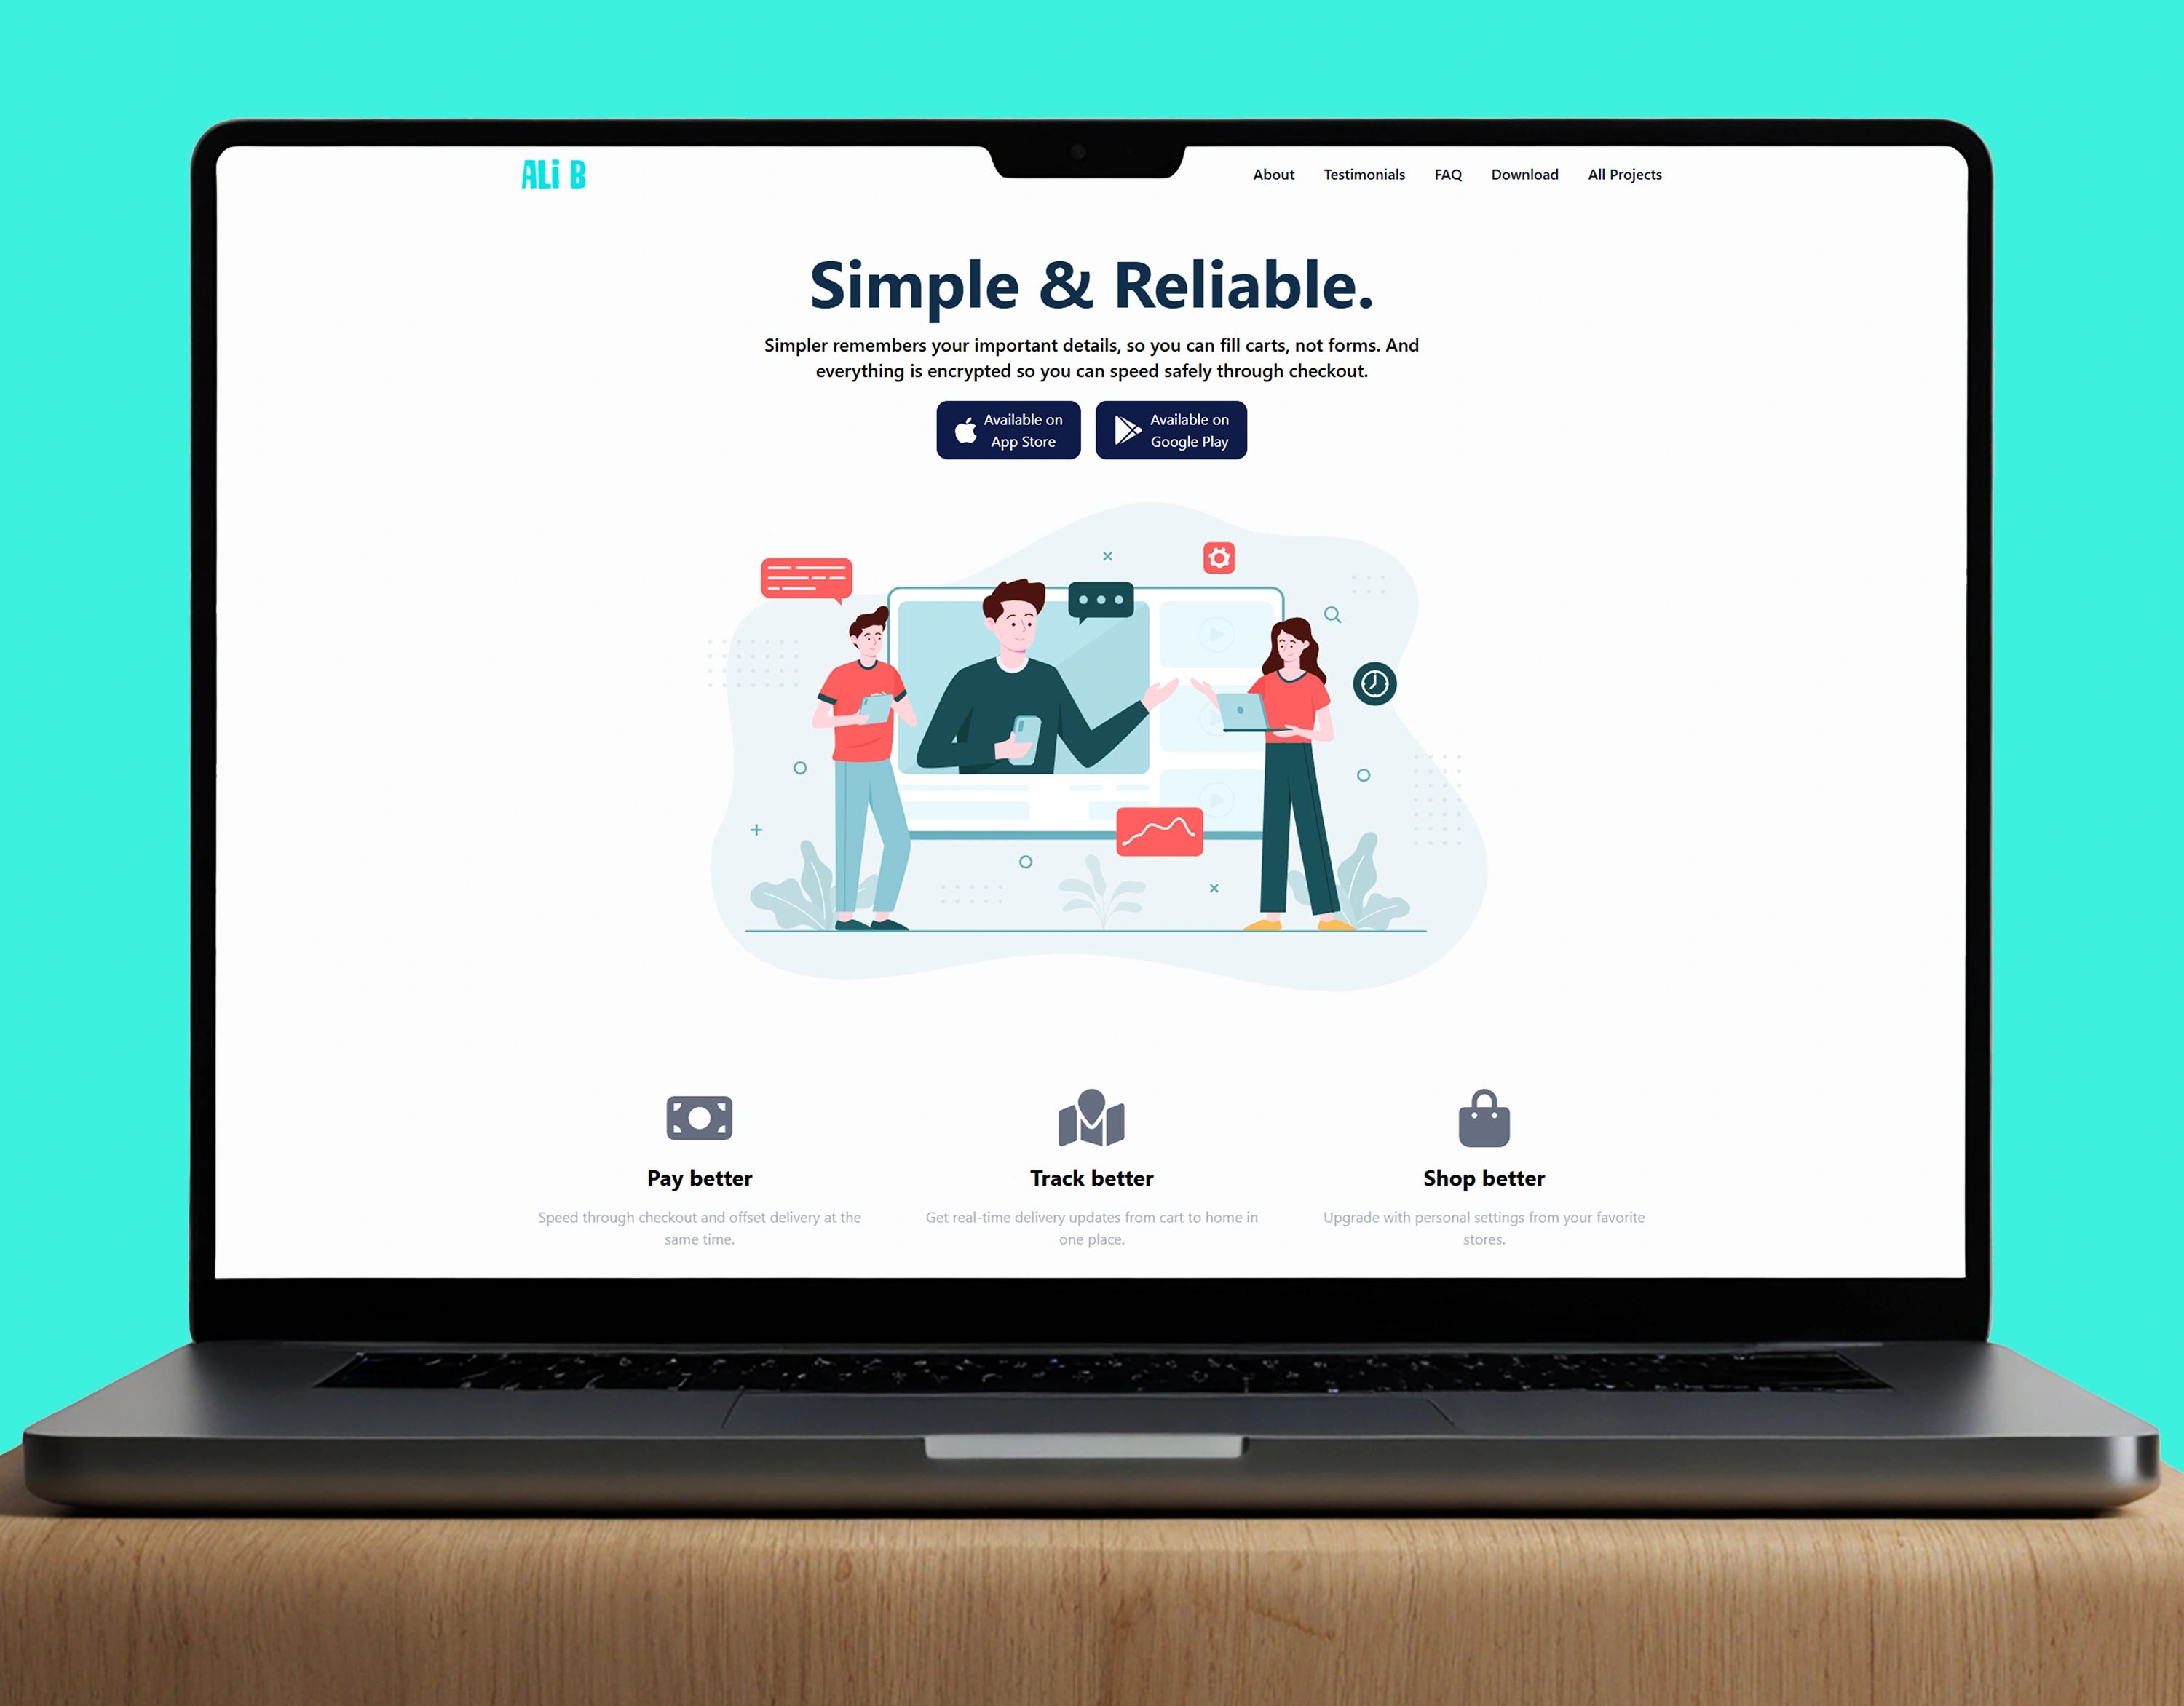 ALi B
About Testimonials FAQ Download All Projects
Simple & Reliable.
Simpler remembers your important details, so you can fill carts, not forms. And
everything is encrypted so you can speed safely through checkout.
Available on
App Store
Available on
Google Play
Pay better
Speed through checkout and offset delivery at the
same time.
Track better
Get real-time delivery updates from cart to home in
one place.
Shop better
Upgrade with personal settings from your favorite
stores.